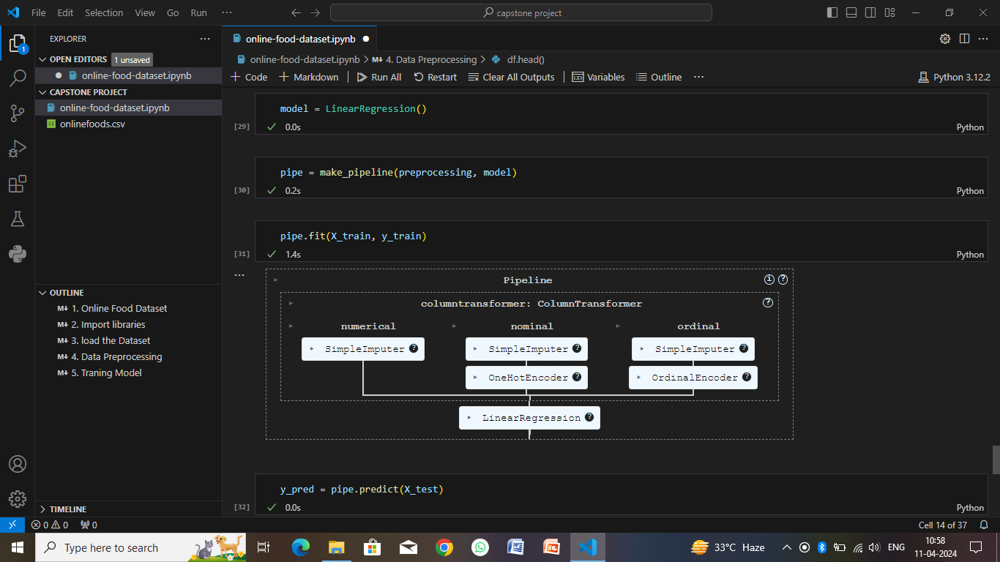 File Edit Selection View Go Run ···
capstone project
EXPLORER
OPEN EDITORS 1 unsaved
online-food-dataset.ipynb
CAPSTONE PROJECT
online-food-dataset.ipynb
onlinefoods.csv
OUTLINE
M↓ 1. Online Food Dataset
M↓ 2. Import libraries
M↓ 3. load the Dataset
M↓ 4. Data Preprocessing
M↓ 5. Traning Model
TIMELINE
online-food-dataset.ipynb
online-food-dataset.ipynb > M↓ 4. Data Preprocessing > df.head()
+ Code + Markdown Run All Restart Clear All Outputs Variables Outline ··· Python 3.12.2
model = LinearRegression()
[29] ✓ 0.0s Python
pipe = make_pipeline(preprocessing, model)
[30] ✓ 0.2s Python
pipe.fit(X_train, y_train)
[31] ✓ 1.4s Python
Pipeline i ?
columntransformer: ColumnTransformer ?
numerical nominal ordinal
SimpleImputer ? SimpleImputer ? SimpleImputer ?
OneHotEncoder ? OrdinalEncoder ?
LinearRegression ?
y_pred = pipe.predict(X_test)
[32] ✓ 0.0s Python
0 0 0 Cell 14 of 37
Type here to search 33°C Haze ENG 10:58
11-04-2024